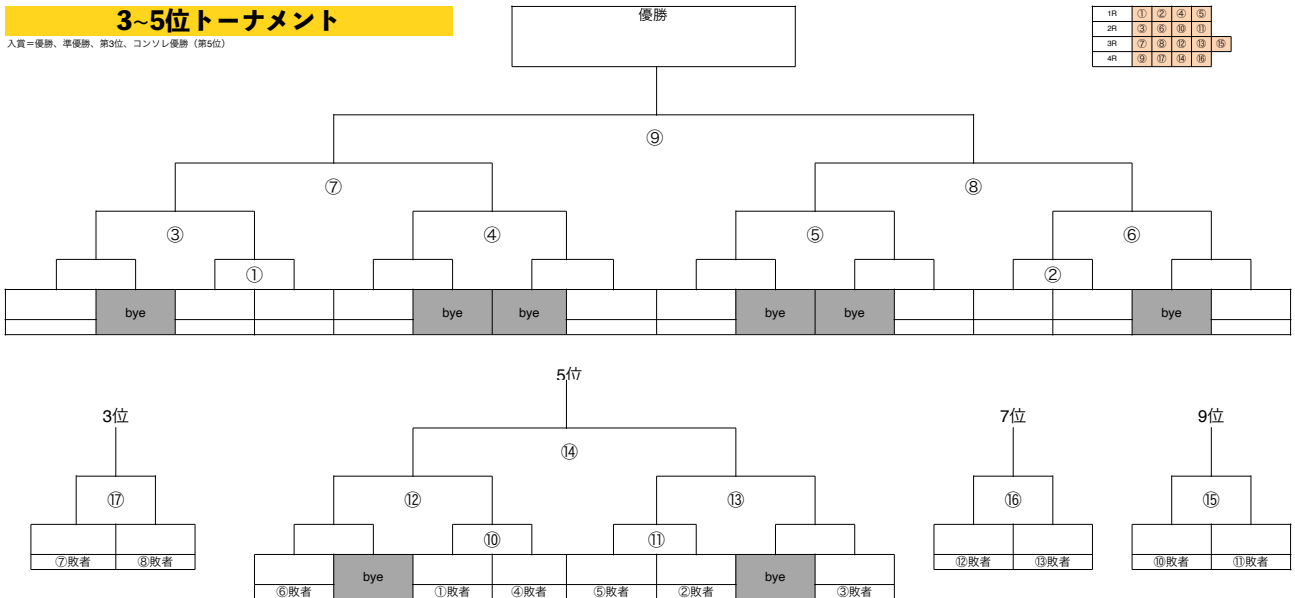 3~5位トーナメント
入賞＝優勝、準優勝、第3位、コンソレ優勝（第5位）
優勝
1R ① ② ④ ⑤
2R ③ ⑥ ⑩ ⑪
3R ⑦ ⑧ ⑫ ⑬ ⑮
4R ⑨ ⑰ ⑭ ⑯
⑨
⑦ ⑧
③ ④ ⑤ ⑥
① ②
bye bye bye bye bye bye
5位
3位 7位 9位
⑭
⑰ ⑫ ⑬ ⑯ ⑮
⑩ ⑪
⑦敗者 ⑧敗者 ⑫敗者 ⑬敗者 ⑩敗者 ⑪敗者
bye bye
⑥敗者 ①敗者 ④敗者 ⑤敗者 ②敗者 ③敗者